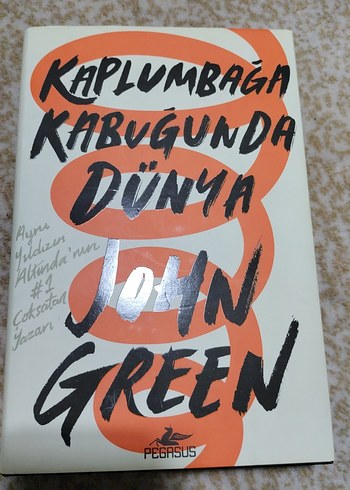 KAPLUMBAĞA
KABUĞUNDA
DÜNYA
Aynı
Yıldızın
Altında'nın
#1
Çoksatan
Yazarı
JOHN
GREEN
PEGASUS